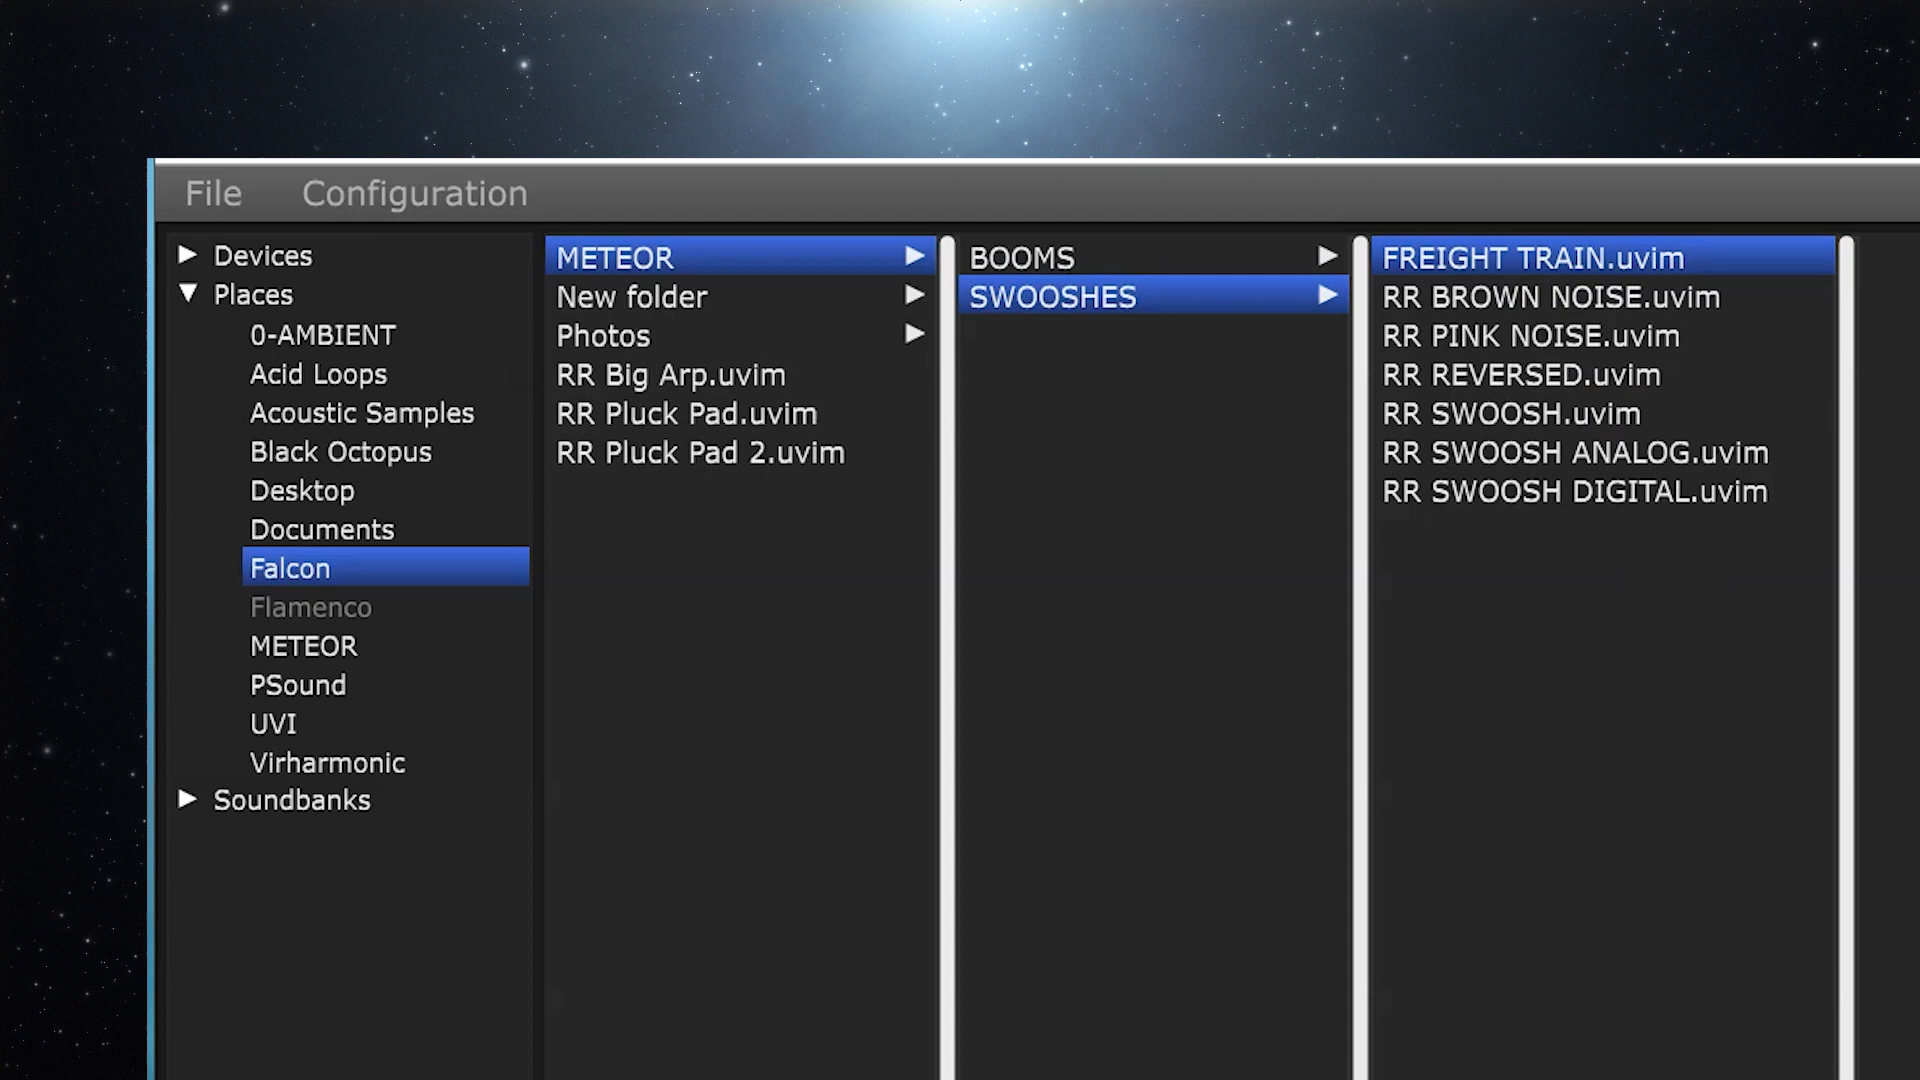 File Configuration
Devices
Places
0-AMBIENT
Acid Loops
Acoustic Samples
Black Octopus
Desktop
Documents
Falcon
Flamenco
METEOR
PSound
UVI
Virharmonic
Soundbanks
METEOR
New folder
Photos
RR Big Arp.uvim
RR Pluck Pad.uvim
RR Pluck Pad 2.uvim
BOOMS
SWOOSHES
FREIGHT TRAIN.uvim
RR BROWN NOISE.uvim
RR PINK NOISE.uvim
RR REVERSED.uvim
RR SWOOSH.uvim
RR SWOOSH ANALOG.uvim
RR SWOOSH DIGITAL.uvim